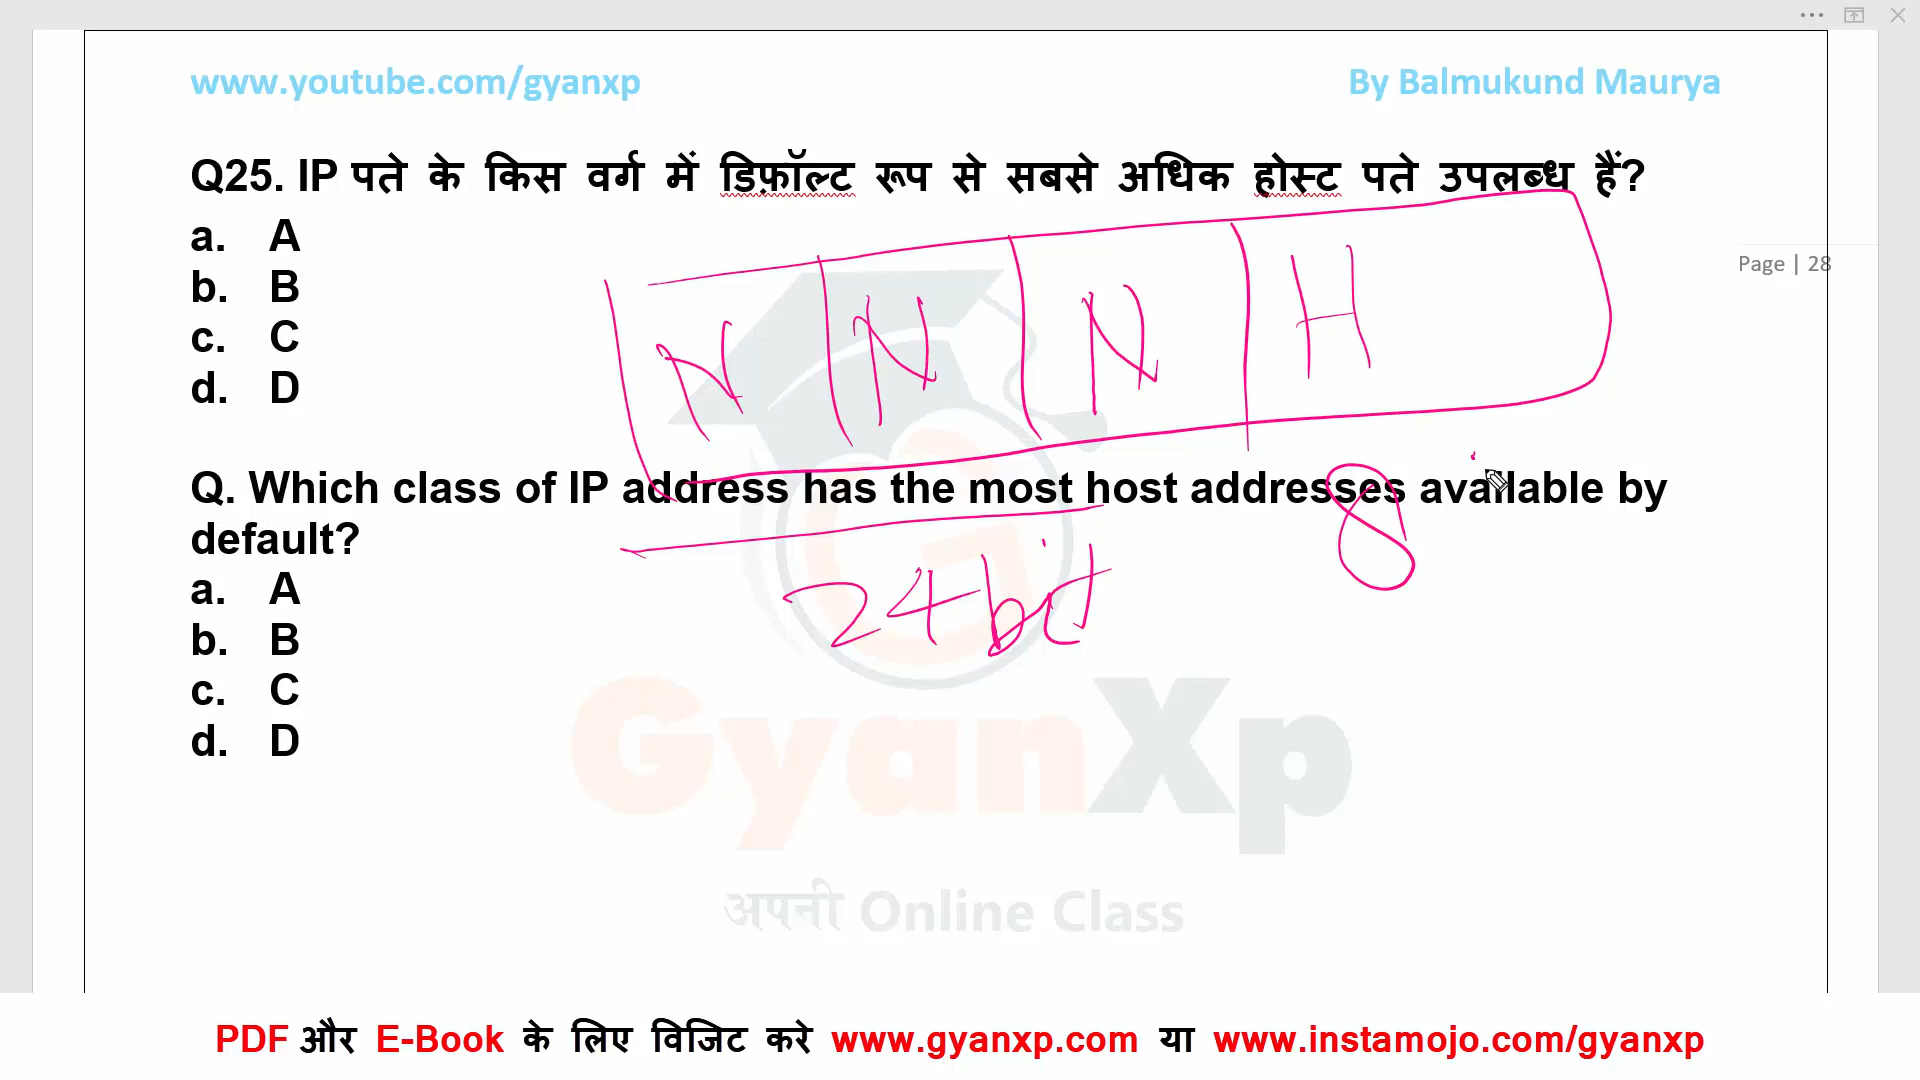 www.youtube.com/gyanxp By Balmukund Maurya
Q25. IP पते के किस वर्ग में डिफ़ॉल्ट रूप से सबसे अधिक होस्ट पते उपलब्ध हैं?
a. A
b. B
c. C
d. D
Page | 28
N N N H
Q. Which class of IP address has the most host addresses available by
default?
24 bit 8
a. A
b. B
c. C
d. D
GyanXp
अपनी Online Class
PDF और E-Book के लिए विजिट करे www.gyanxp.com या www.instamojo.com/gyanxp